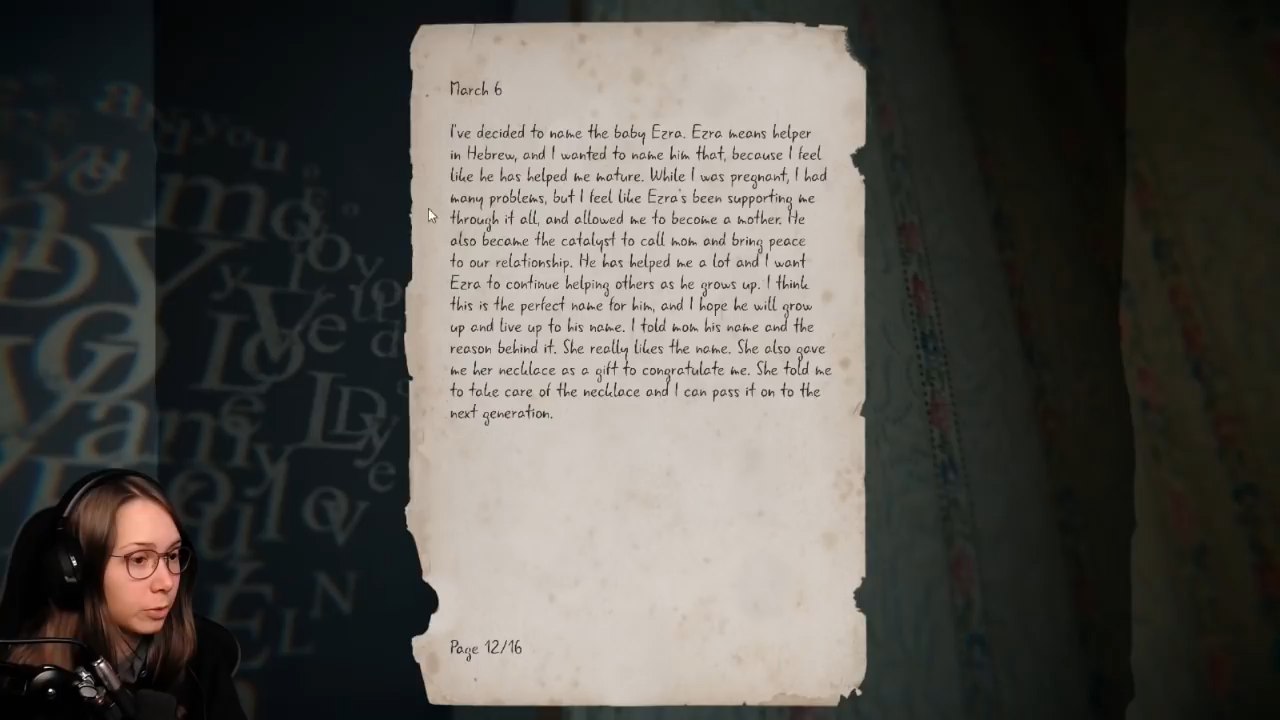 March 6
I've decided to name the baby Ezra. Ezra means helper
in Hebrew, and I wanted to name him that, because I feel
like he has helped me mature. While I was pregnant, I had
many problems, but I feel like Ezra's been supporting me
through it all, and allowed me to become a mother. He
also became the catalyst to call mom and bring peace
to our relationship. He has helped me a lot and I want
Ezra to continue helping others as he grows up. I think
this is the perfect name for him, and I hope he will grow
up and live up to his name. I told mom his name and the
reason behind it. She really likes the name. She also gave
me her necklace as a gift to congratulate me. She told me
to take care of the necklace and I can pass it on to the
next generation.
Page 12/16